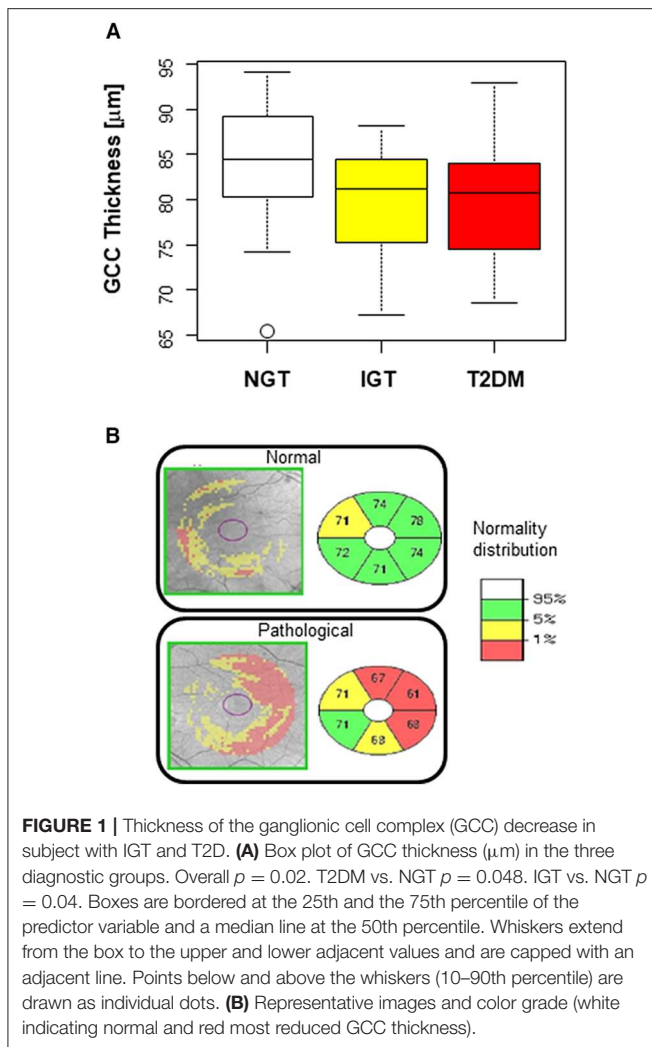 A
GCC Thickness [μm]
95
90
85
80
75
70
65
NGT IGT T2DM
B
Normal
74
71 78
72 74
71
Pathological
67
71 61
71 68
68
Normality
distribution
95%
5%
1%
FIGURE 1 | Thickness of the ganglionic cell complex (GCC) decrease in
subject with IGT and T2D. (A) Box plot of GCC thickness (μm) in the three
diagnostic groups. Overall p = 0.02. T2DM vs. NGT p = 0.048. IGT vs. NGT p
= 0.04. Boxes are bordered at the 25th and the 75th percentile of the
predictor variable and a median line at the 50th percentile. Whiskers extend
from the box to the upper and lower adjacent values and are capped with an
adjacent line. Points below and above the whiskers (10–90th percentile) are
drawn as individual dots. (B) Representative images and color grade (white
indicating normal and red most reduced GCC thickness).